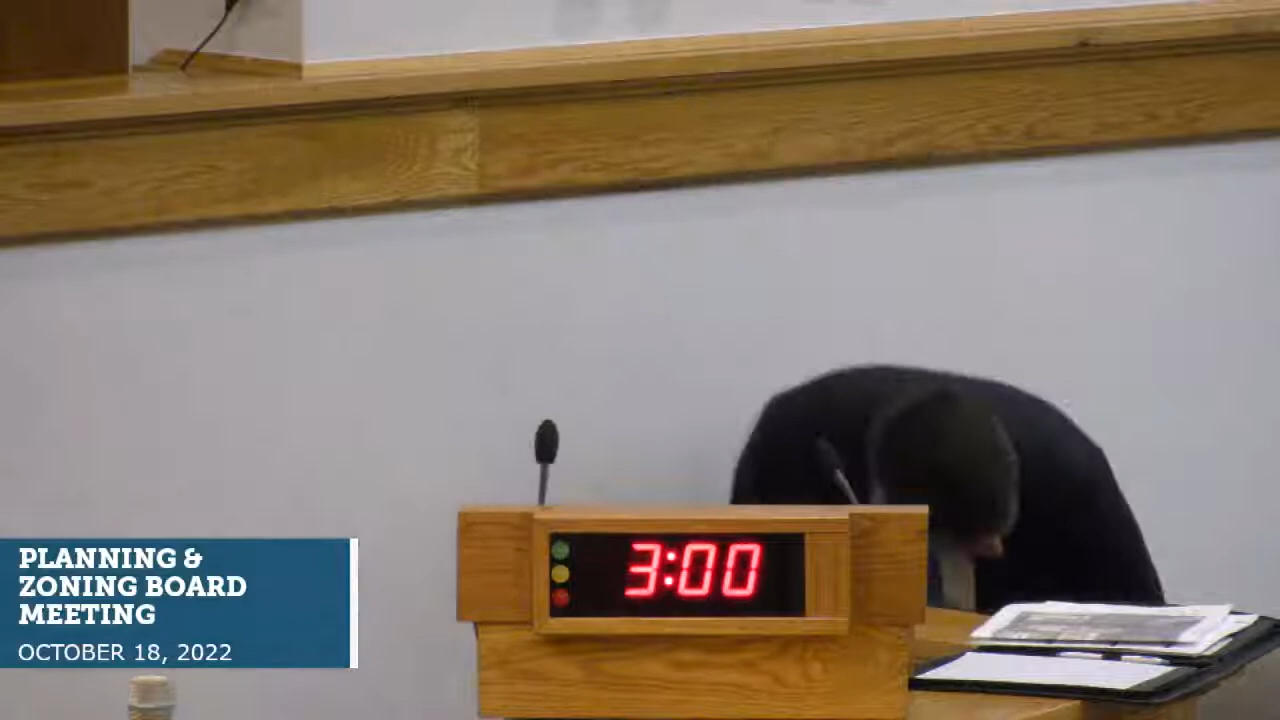 3:00
PLANNING &
ZONING BOARD
MEETING
OCTOBER 18, 2022